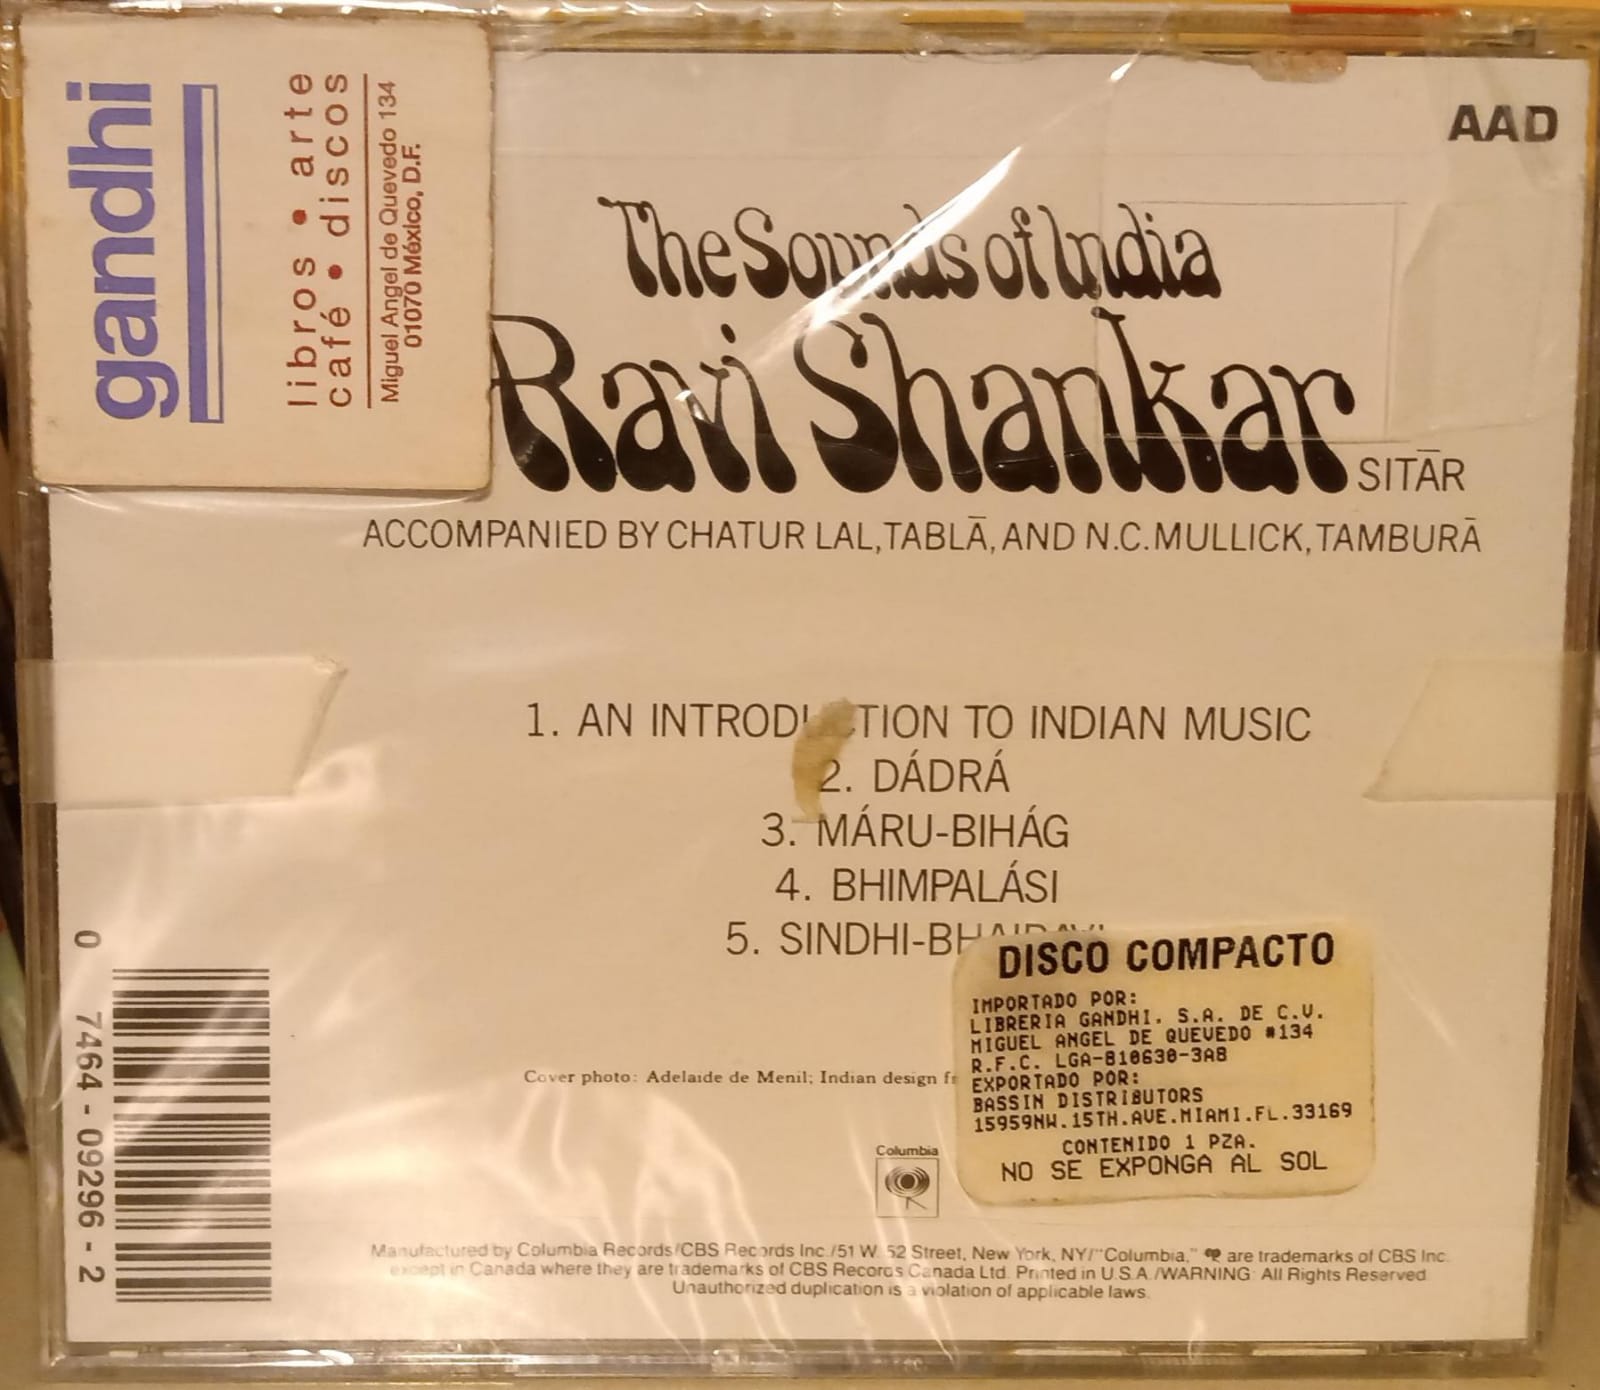 gandhi
libros • arte
café • discos
Miguel Angel de Quevedo 134
01070 México, D.F.
AAD
The Sounds of India
Ravi Shankar SITĀR
ACCOMPANIED BY CHATUR LAL, TABLĀ, AND N.C. MULLICK, TAMBURĀ
1. AN INTRODUCTION TO INDIAN MUSIC
2. DÁDRÁ
3. MÁRU-BIHÁG
4. BHIMPALÁSI
5. SINDHI-BHAIRAVI
DISCO COMPACTO
IMPORTADO POR:
LIBRERIA GANDHI. S.A. DE C.V.
MIGUEL ANGEL DE QUEVEDO #134
R.F.C. LGA-810630-3A8
EXPORTADO POR:
BASSIN DISTRIBUTORS
15959NW.15TH.AVE.MIAMI.FL.33169
CONTENIDO 1 PZA.
NO SE EXPONGA AL SOL
Cover photo: Adelaide de Menil; Indian design
Columbia
0 7464-09296-2
Manufactured by Columbia Records/CBS Records Inc./51 W. 52 Street, New York, NY/"Columbia," are trademarks of CBS Inc.
except in Canada where they are trademarks of CBS Records Canada Ltd. Printed in U.S.A./WARNING: All Rights Reserved.
Unauthorized duplication is a violation of applicable laws.